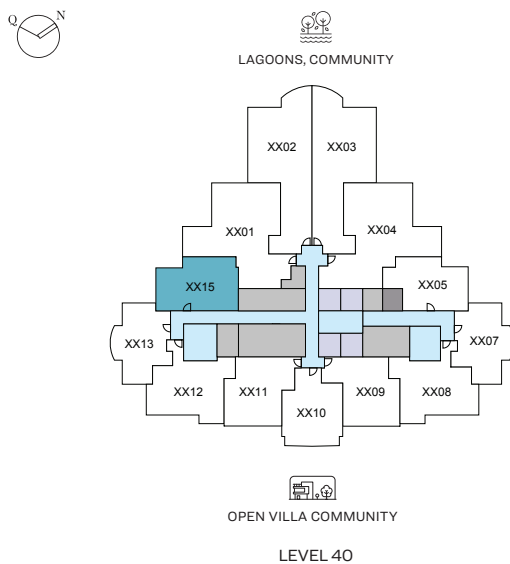 Q N
LAGOONS, COMMUNITY
XX02 XX03
XX01 XX04
XX15 XX05
XX13 XX07
XX12 XX11 XX09 XX08
XX10
OPEN VILLA COMMUNITY
LEVEL 40